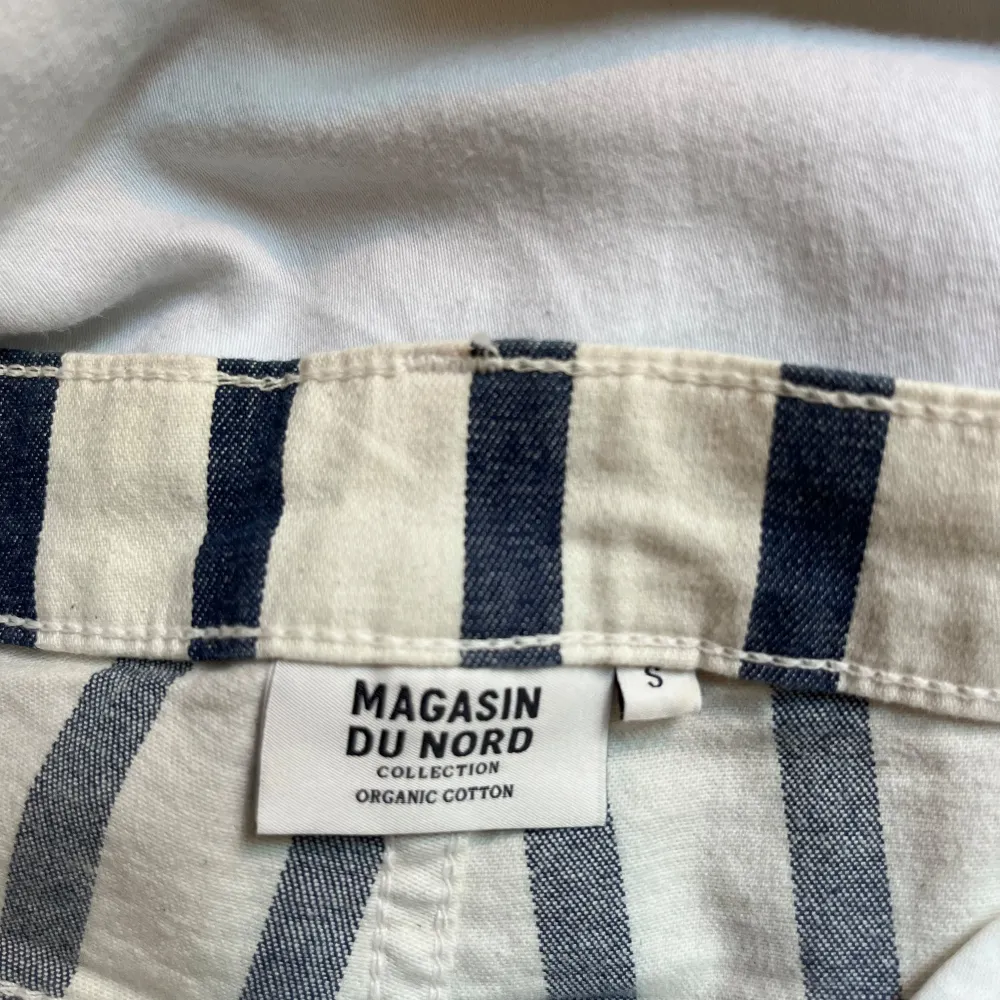 MAGASIN
DU NORD
COLLECTION
ORGANIC COTTON
S